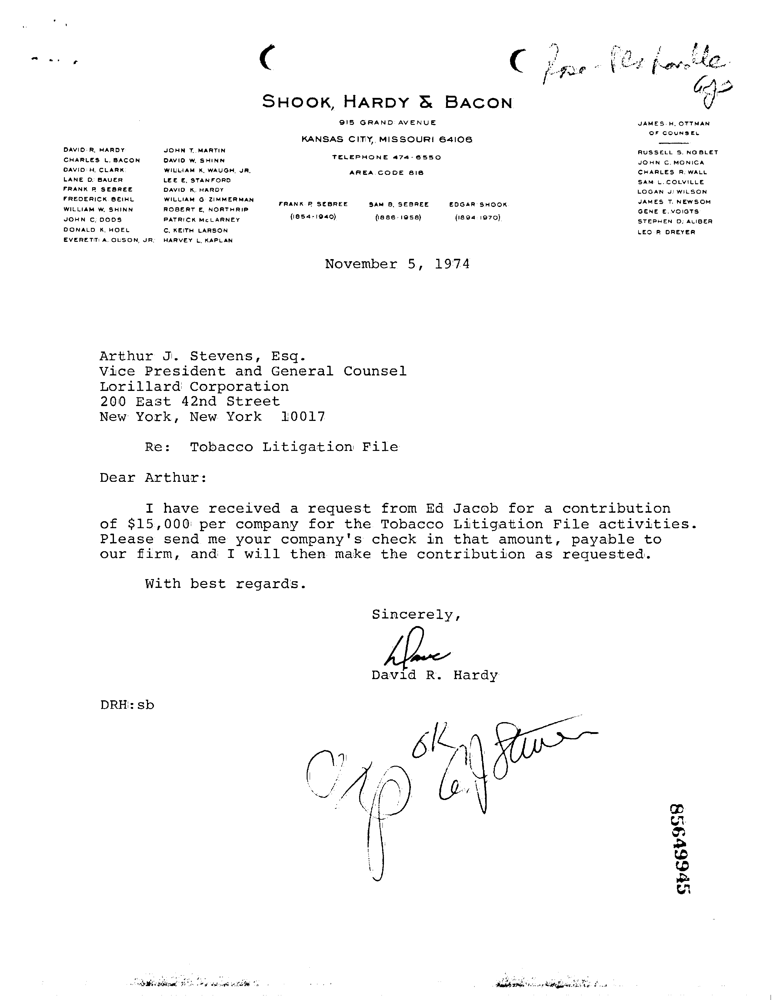 Rose - Pls handle
AJS
SHOOK, HARDY & BACON
915 GRAND AVENUE
KANSAS CITY, MISSOURI 64106
TELEPHONE 474-6550
AREA CODE 816
DAVID R. HARDY
CHARLES L. BACON
DAVID H. CLARK
LANE D. BAUER
FRANK P. SEBREE
FREDERICK BEIHL
WILLIAM W. SHINN
JOHN C. DODS
DONALD K. HOEL
EVERETT A. OLSON, JR.
JOHN T. MARTIN
DAVID W. SHINN
WILLIAM K. WAUGH, JR.
LEE E. STANFORD
DAVID K. HARDY
WILLIAM G. ZIMMERMAN
ROBERT E. NORTHRIP
PATRICK McLARNEY
C. KEITH LARSON
HARVEY L. KAPLAN
FRANK P. SEBREE
(1854-1940)
SAM B. SEBREE
(1886-1958)
EDGAR SHOOK
(1894-1970)
JAMES H. OTTMAN
OF COUNSEL
RUSSELL S. NOBLET
JOHN C. MONICA
CHARLES R. WALL
SAM L. COLVILLE
LOGAN J. WILSON
JAMES T. NEWSOM
GENE E. VOIGTS
STEPHEN D. ALIBER
LEO P. DREYER
November 5, 1974
Arthur J. Stevens, Esq.
Vice President and General Counsel
Lorillard Corporation
200 East 42nd Street
New York, New York 10017
Re: Tobacco Litigation File
Dear Arthur:
I have received a request from Ed Jacob for a contribution
of $15,000 per company for the Tobacco Litigation File activities.
Please send me your company's check in that amount, payable to
our firm, and I will then make the contribution as requested.
With best regards.
Sincerely,
Dave
David R. Hardy
DRH:sb
OK
A.J. Stevens
85649945